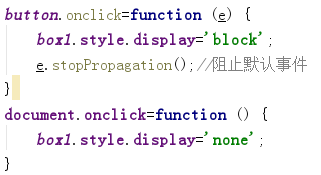 button.onclick=function (e) {
    box1.style.display='block';
    e.stopPropagation();//阻止默认事件
}
document.onclick=function () {
    box1.style.display='none';
}